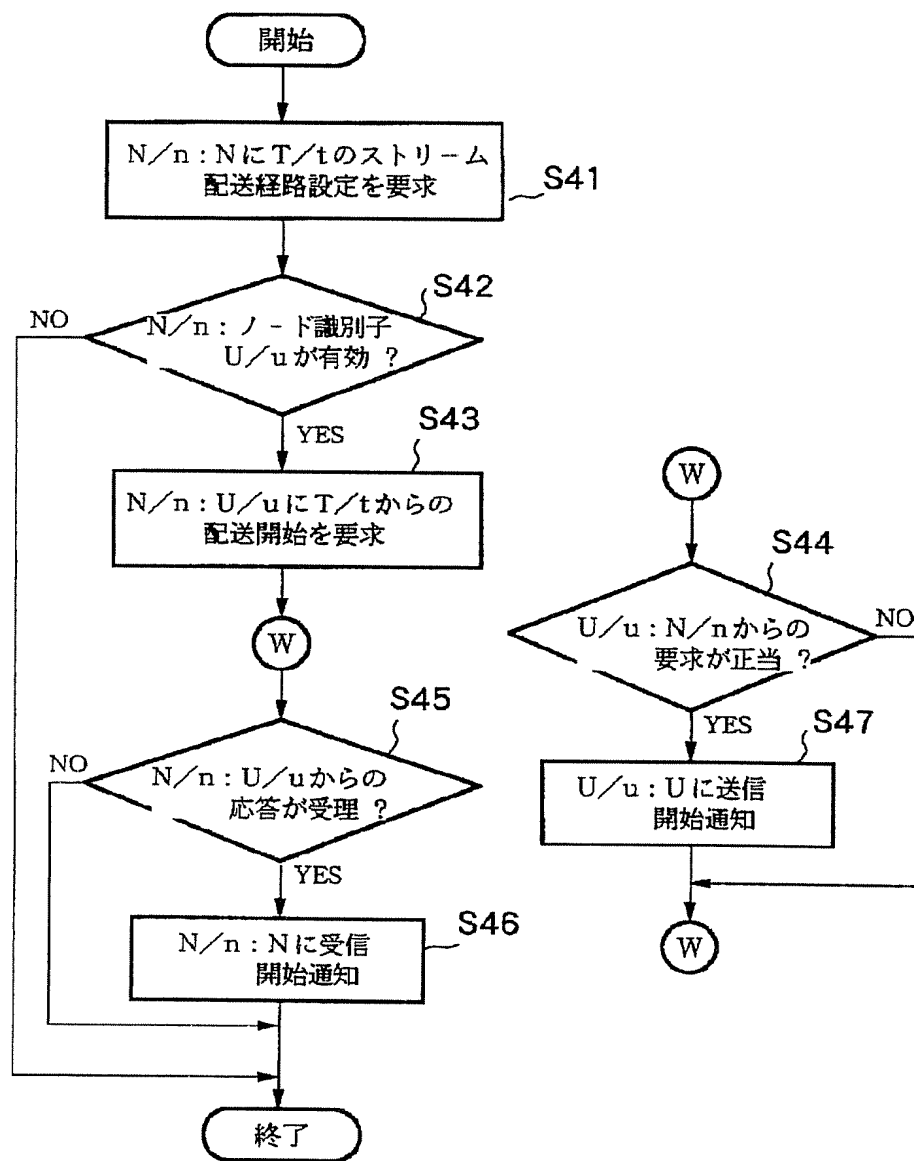 開始
N/n:NにT/tのストリーム
配送経路設定を要求
S41
S42
NO
N/n:ノード識別子
U/uが有効?
YES
S43
N/n:U/uにT/tからの
配送開始を要求
W
S45
NO
N/n:U/uからの
応答が受理?
YES
S46
N/n:Nに受信
開始通知
終了
W
S44
NO
U/u:N/nからの
要求が正当?
YES
S47
U/u:Uに送信
開始通知
W